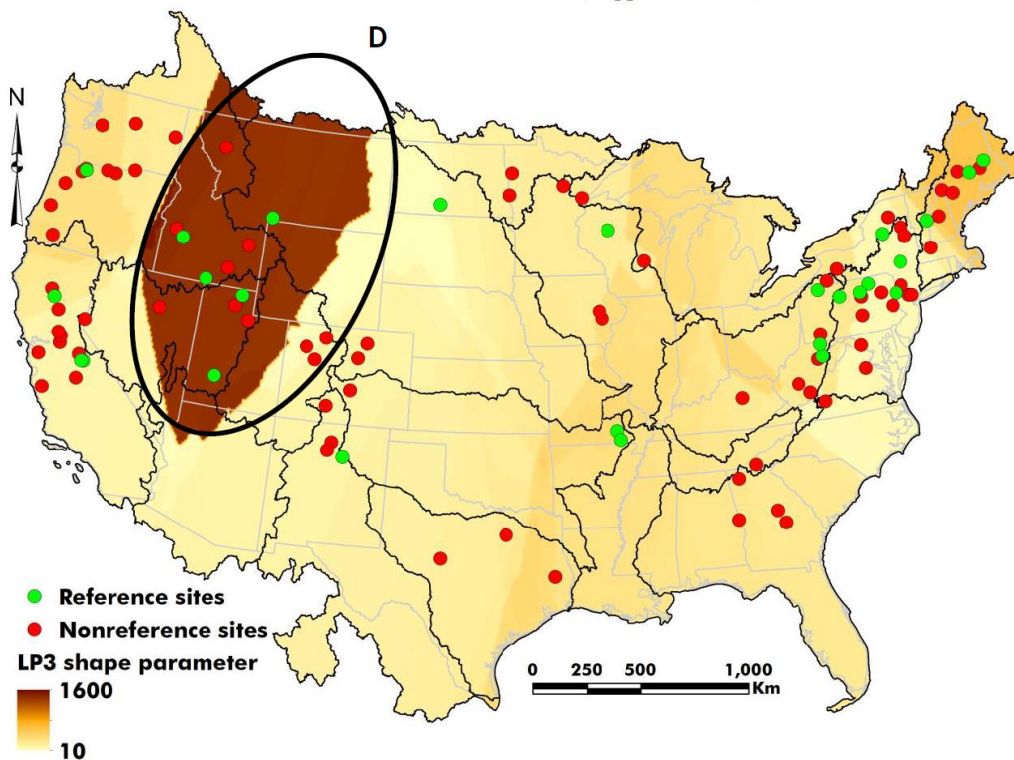 D
N
Reference sites
Nonreference sites
LP3 shape parameter
1600
10
0 250 500 1,000
Km